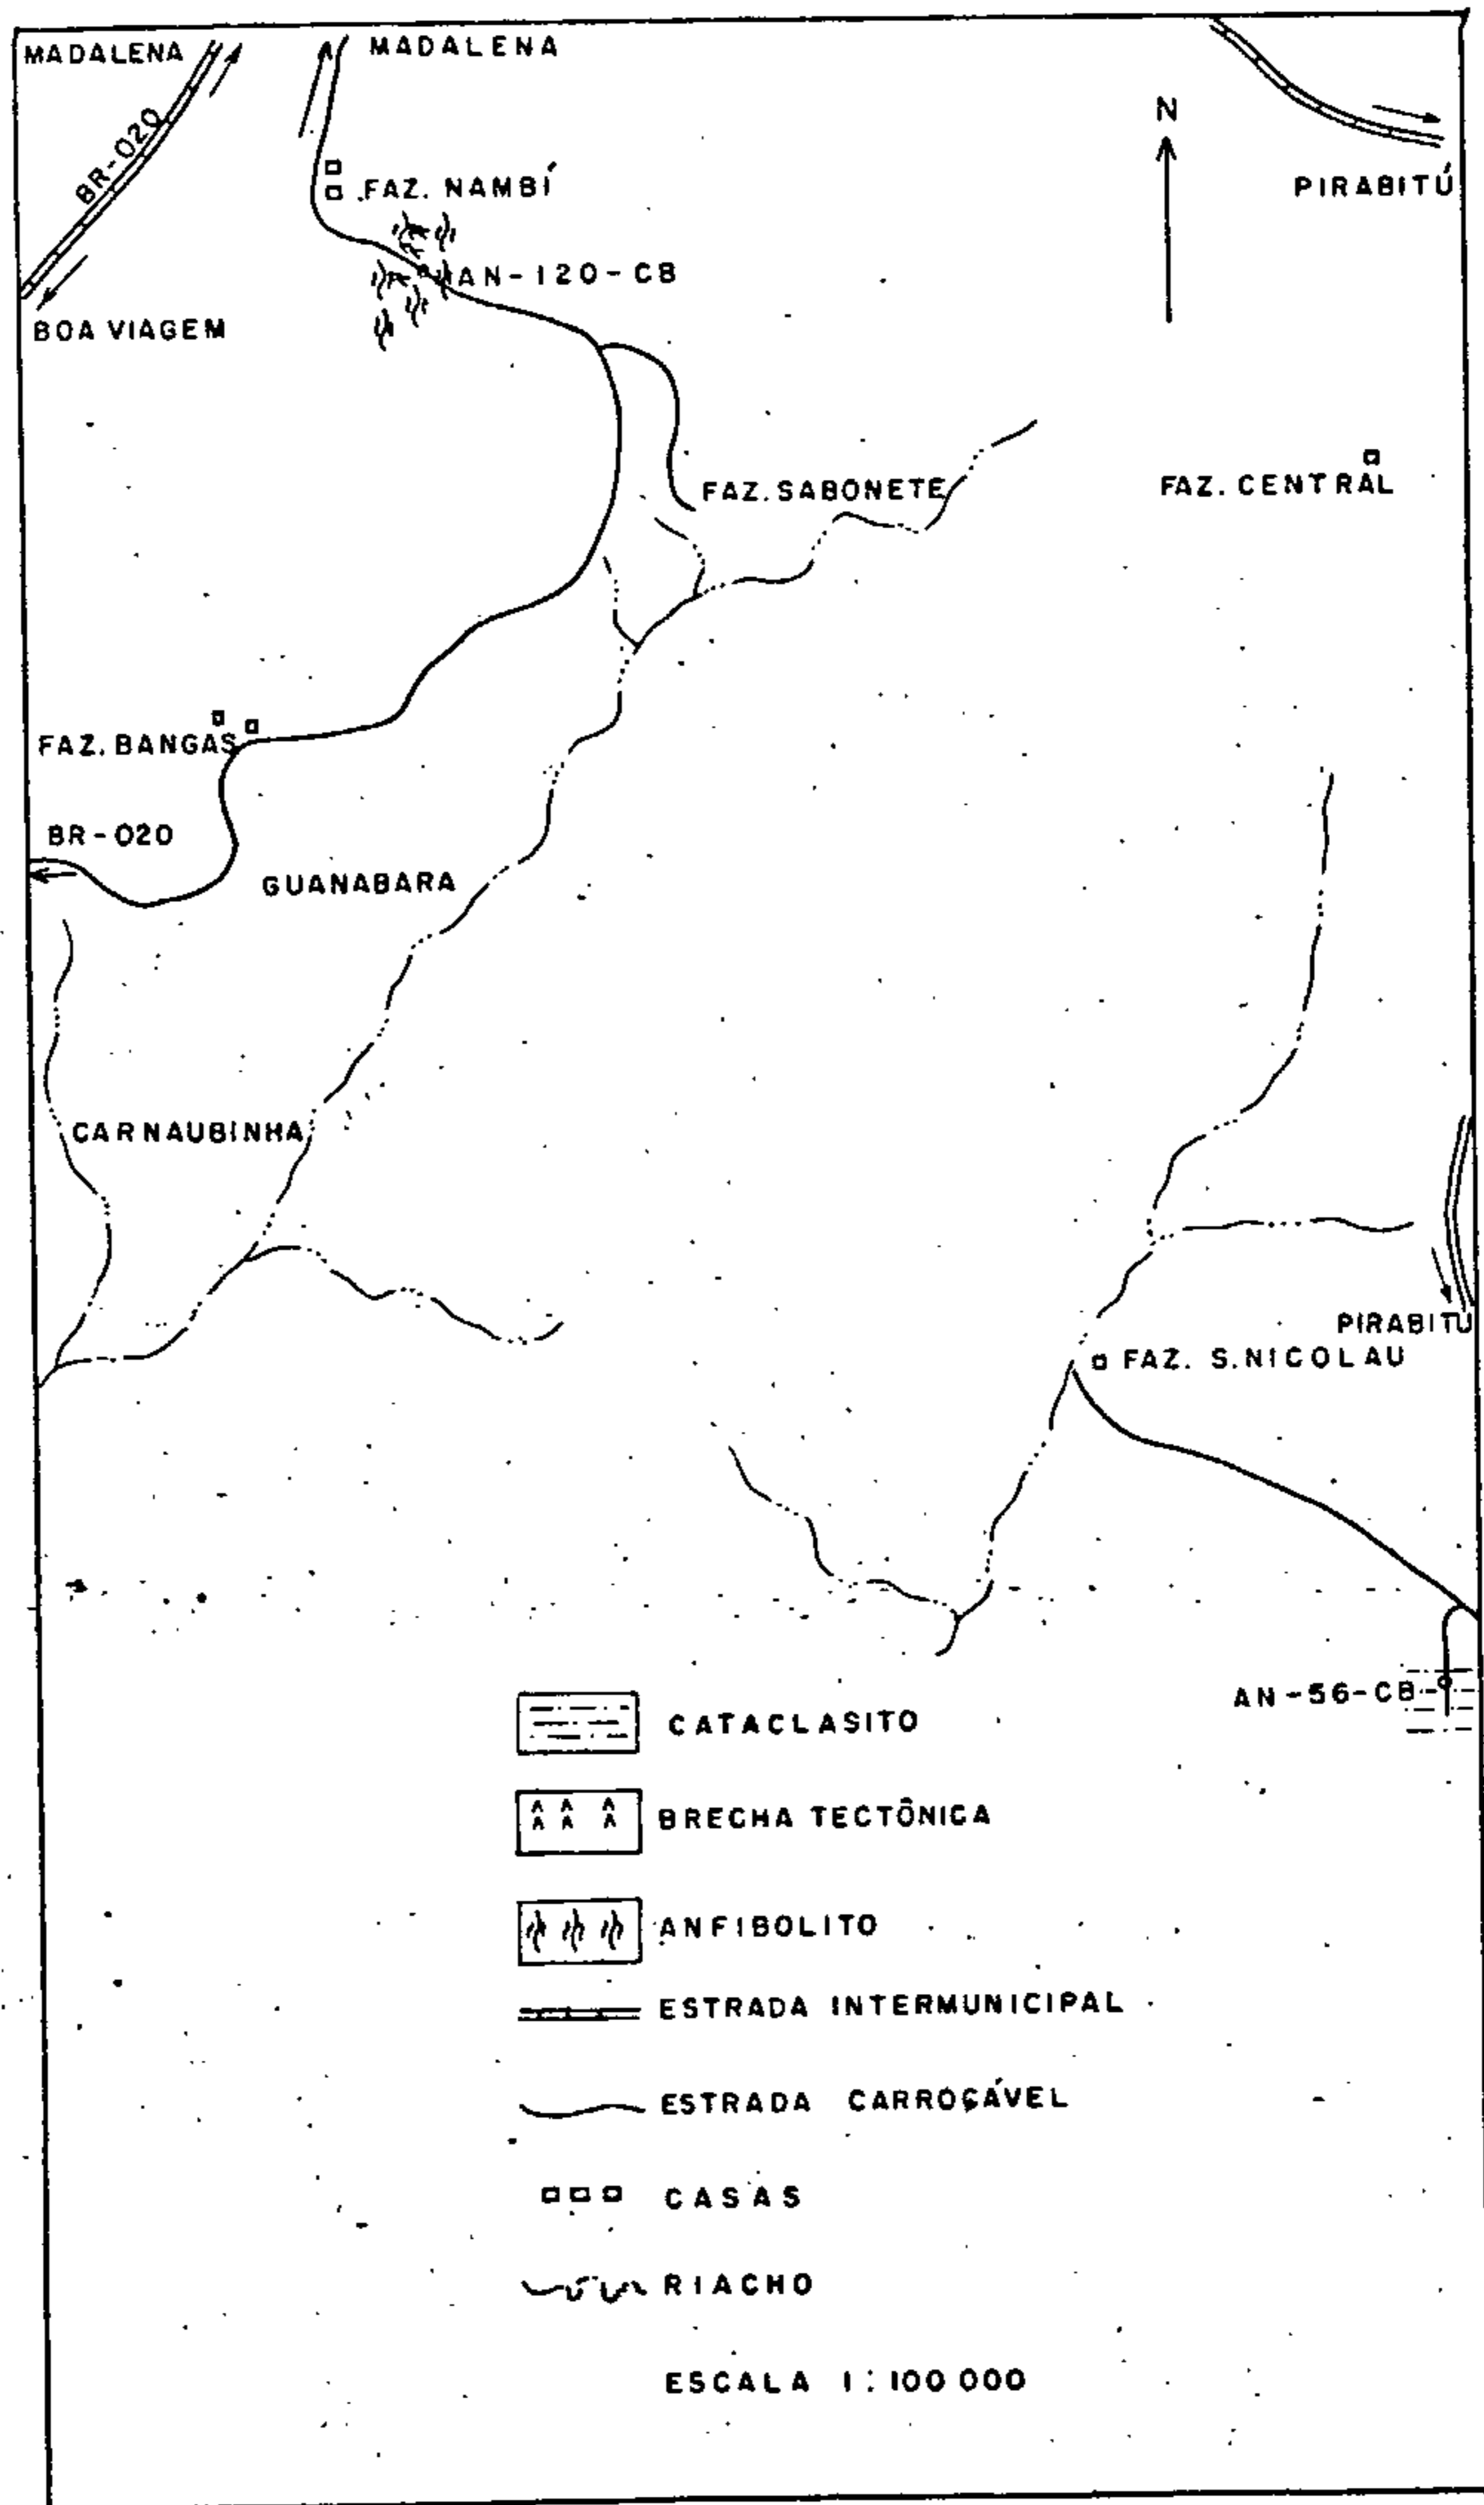 MADALENA
MADALENA
BR-020
N
FAZ. NAMBÍ
PIRABITÚ
AN-120-CB
BOA VIAGEM
FAZ. SABONETE
FAZ. CENTRAL
FAZ. BANGAS
BR-020
GUANABARA
CARNAUBINHA
PIRABITÚ
FAZ. S. NICOLAU
AN-56-CB
CATACLASITO
BRECHA TECTÔNICA
ANFIBOLITO
ESTRADA INTERMUNICIPAL
ESTRADA CARROÇÁVEL
CASAS
RIACHO
ESCALA 1:100 000